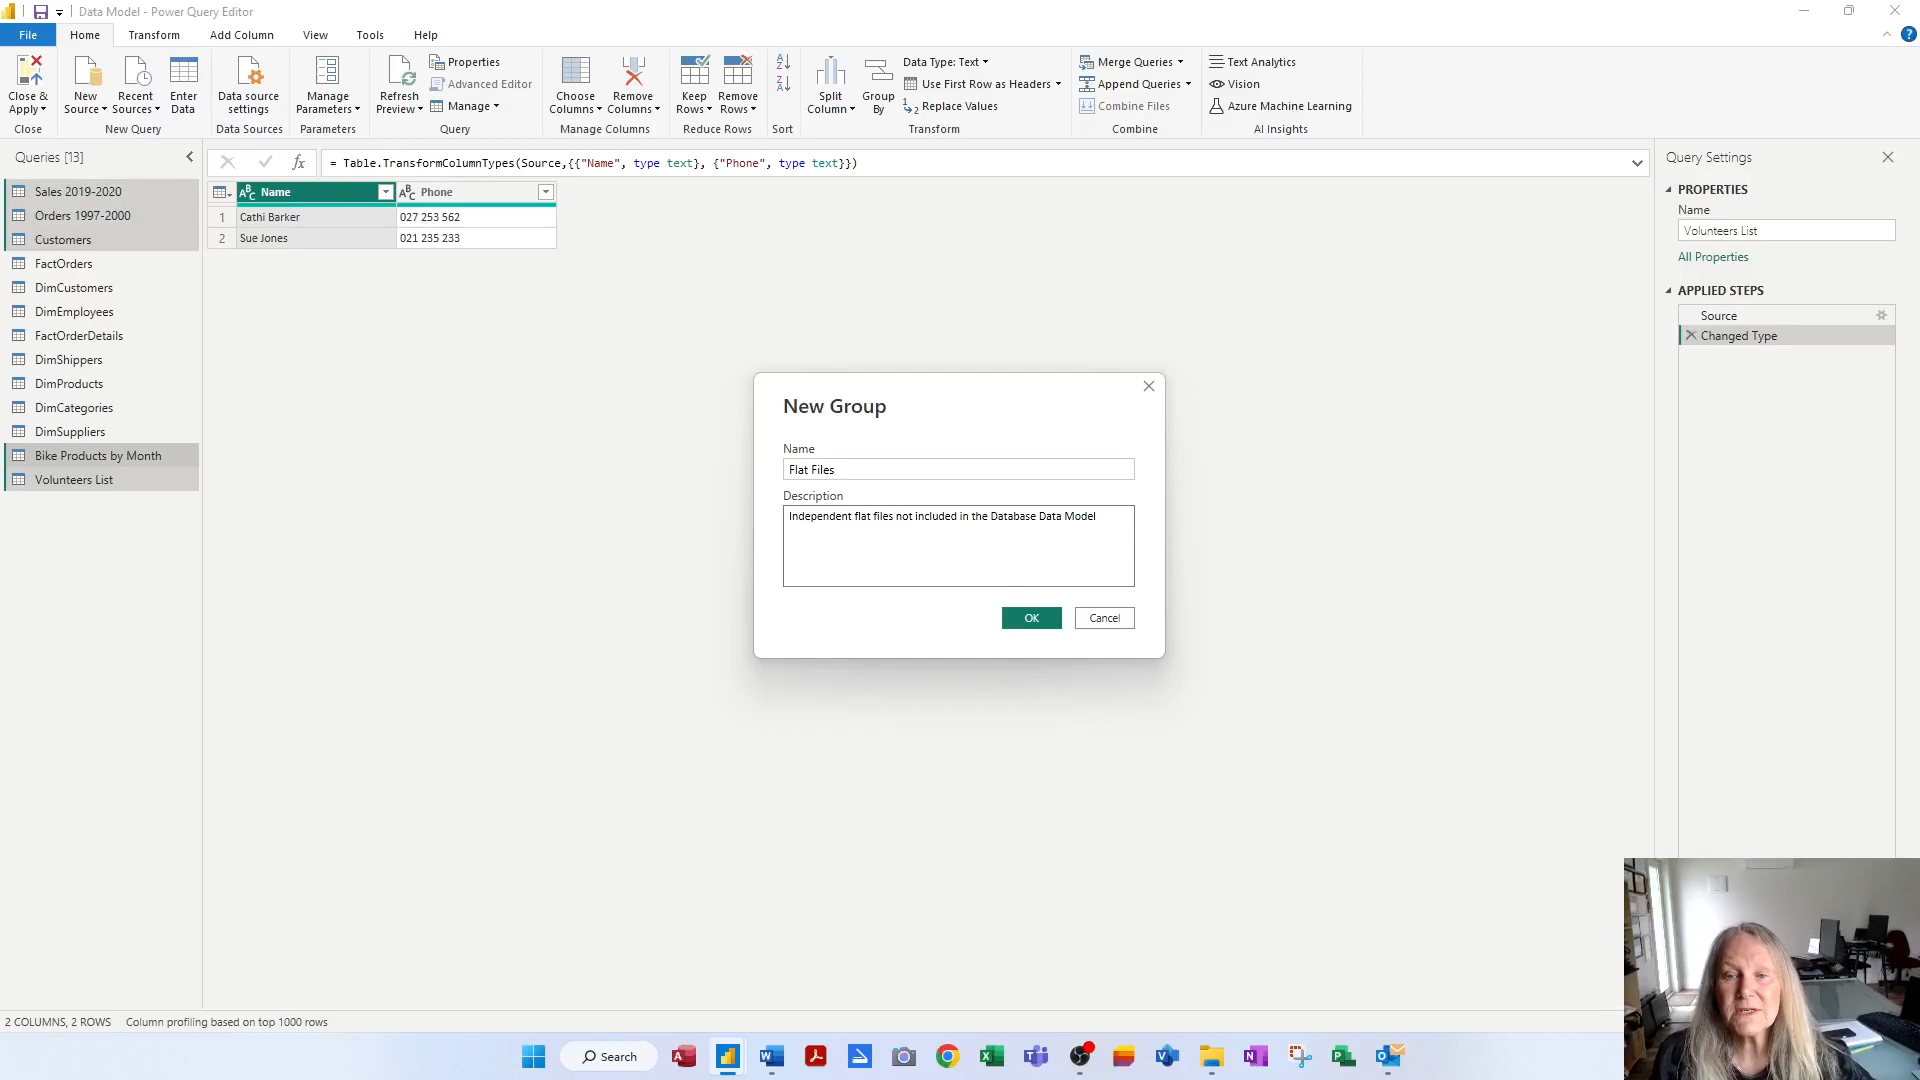 Data Model - Power Query Editor
File
Home
Transform
Add Column
View
Tools
Help
Close & Apply
New Source
Recent Sources
Enter Data
Data source settings
Manage Parameters
Refresh Preview
Properties
Advanced Editor
Manage
Choose Columns
Remove Columns
Keep Rows
Remove Rows
Split Column
Group By
Data Type: Text
Use First Row as Headers
Replace Values
Merge Queries
Append Queries
Combine Files
Text Analytics
Vision
Azure Machine Learning
Close
New Query
Data Sources
Parameters
Query
Manage Columns
Reduce Rows
Sort
Transform
Combine
AI Insights
Queries [13]
Sales 2019-2020
Orders 1997-2000
Customers
FactOrders
DimCustomers
DimEmployees
FactOrderDetails
DimShippers
DimProducts
DimCategories
DimSuppliers
Bike Products by Month
Volunteers List
fx
= Table.TransformColumnTypes(Source,{{"Name", type text}, {"Phone", type text}})
Name
Phone
1 Cathi Barker 027 253 562
2 Sue Jones 021 235 233
New Group
Name
Flat Files
Description
Independent flat files not included in the Database Data Model
OK
Cancel
Query Settings
PROPERTIES
Name
Volunteers List
All Properties
APPLIED STEPS
Source
Changed Type
2 COLUMNS, 2 ROWS
Column profiling based on top 1000 rows
Search